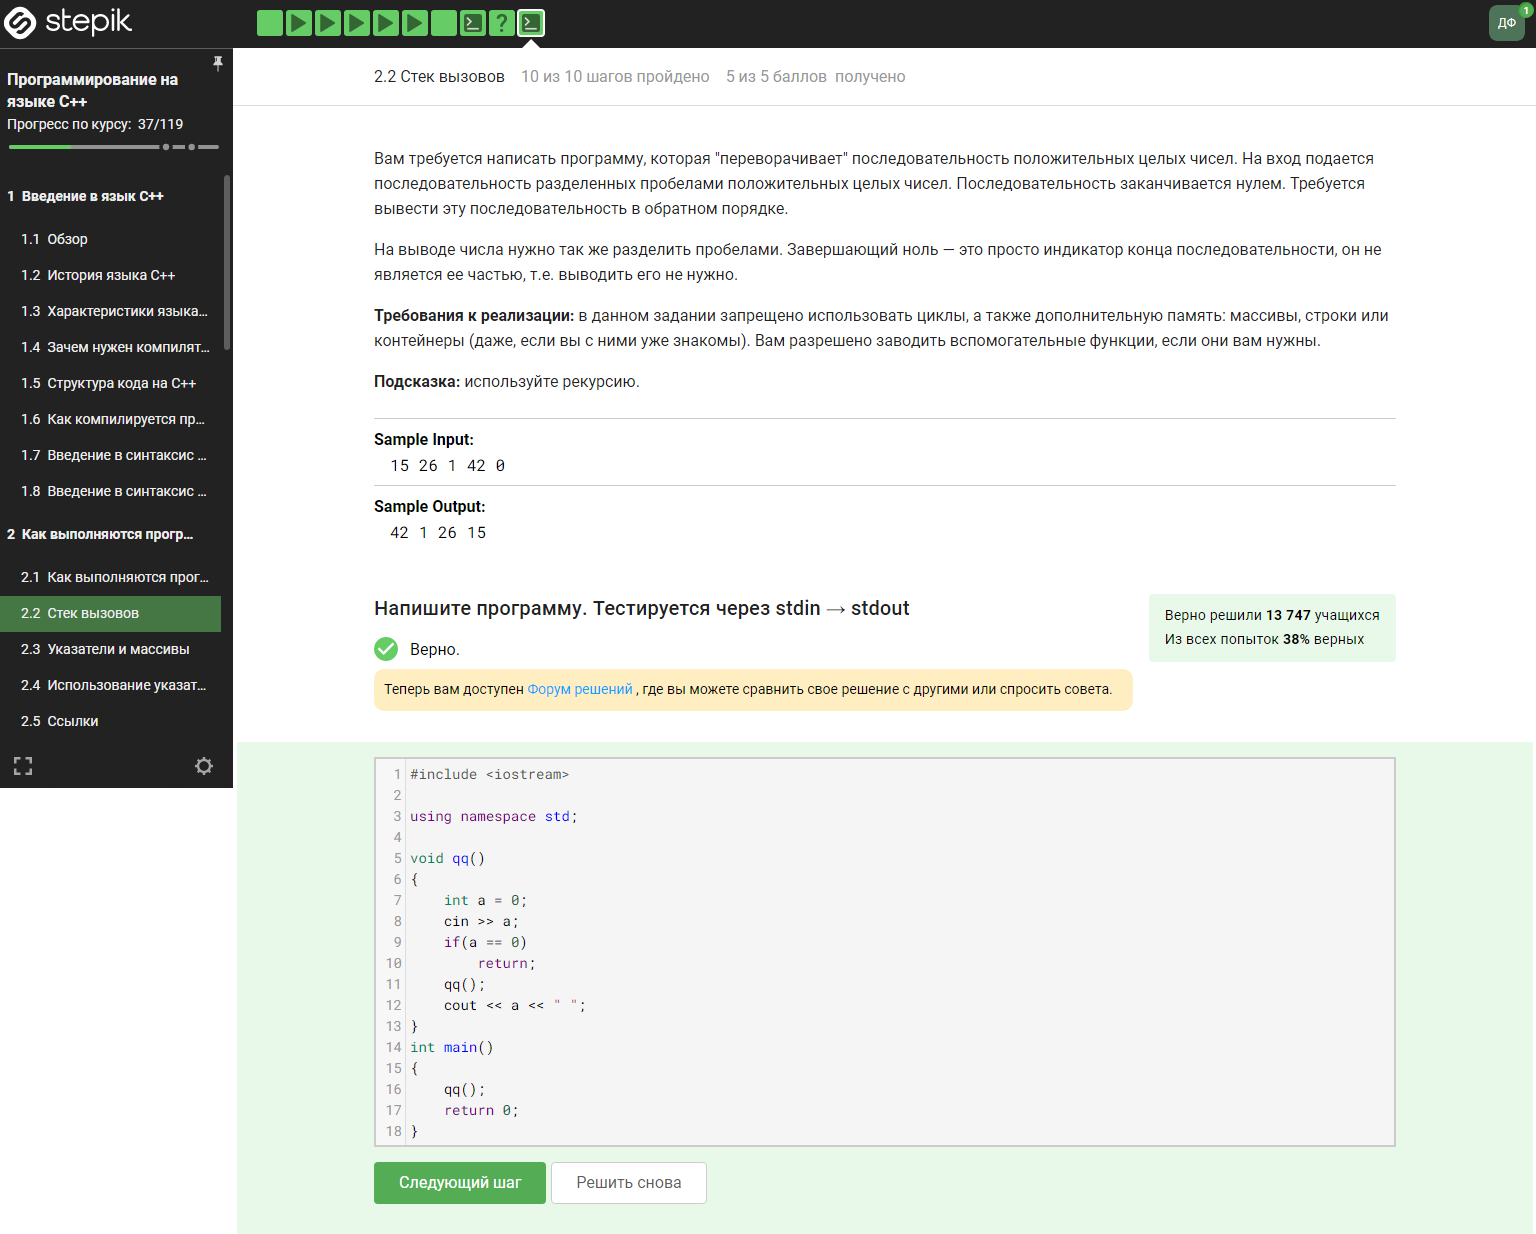 stepik
?
ДФ
1
Программирование на
языке C++
Прогресс по курсу: 37/119
1 Введение в язык C++
1.1 Обзор
1.2 История языка C++
1.3 Характеристики языка...
1.4 Зачем нужен компилят...
1.5 Структура кода на C++
1.6 Как компилируется пр...
1.7 Введение в синтаксис ...
1.8 Введение в синтаксис ...
2 Как выполняются прогр...
2.1 Как выполняются прог...
2.2 Стек вызовов
2.3 Указатели и массивы
2.4 Использование указат...
2.5 Ссылки
2.2 Стек вызовов 10 из 10 шагов пройдено 5 из 5 баллов получено
Вам требуется написать программу, которая "переворачивает" последовательность положительных целых чисел. На вход подается
последовательность разделенных пробелами положительных целых чисел. Последовательность заканчивается нулем. Требуется
вывести эту последовательность в обратном порядке.
На выводе числа нужно так же разделить пробелами. Завершающий ноль — это просто индикатор конца последовательности, он не
является ее частью, т.е. выводить его не нужно.
Требования к реализации: в данном задании запрещено использовать циклы, а также дополнительную память: массивы, строки или
контейнеры (даже, если вы с ними уже знакомы). Вам разрешено заводить вспомогательные функции, если они вам нужны.
Подсказка: используйте рекурсию.
Sample Input:
15 26 1 42 0
Sample Output:
42 1 26 15
Напишите программу. Тестируется через stdin → stdout
Верно решили 13 747 учащихся
Из всех попыток 38% верных
Верно.
Теперь вам доступен Форум решений , где вы можете сравнить свое решение с другими или спросить совета.
1 #include <iostream>
2
3 using namespace std;
4
5 void qq()
6 {
7     int a = 0;
8     cin >> a;
9     if(a == 0)
10         return;
11     qq();
12     cout << a << " ";
13 }
14 int main()
15 {
16     qq();
17     return 0;
18 }
Следующий шаг
Решить снова